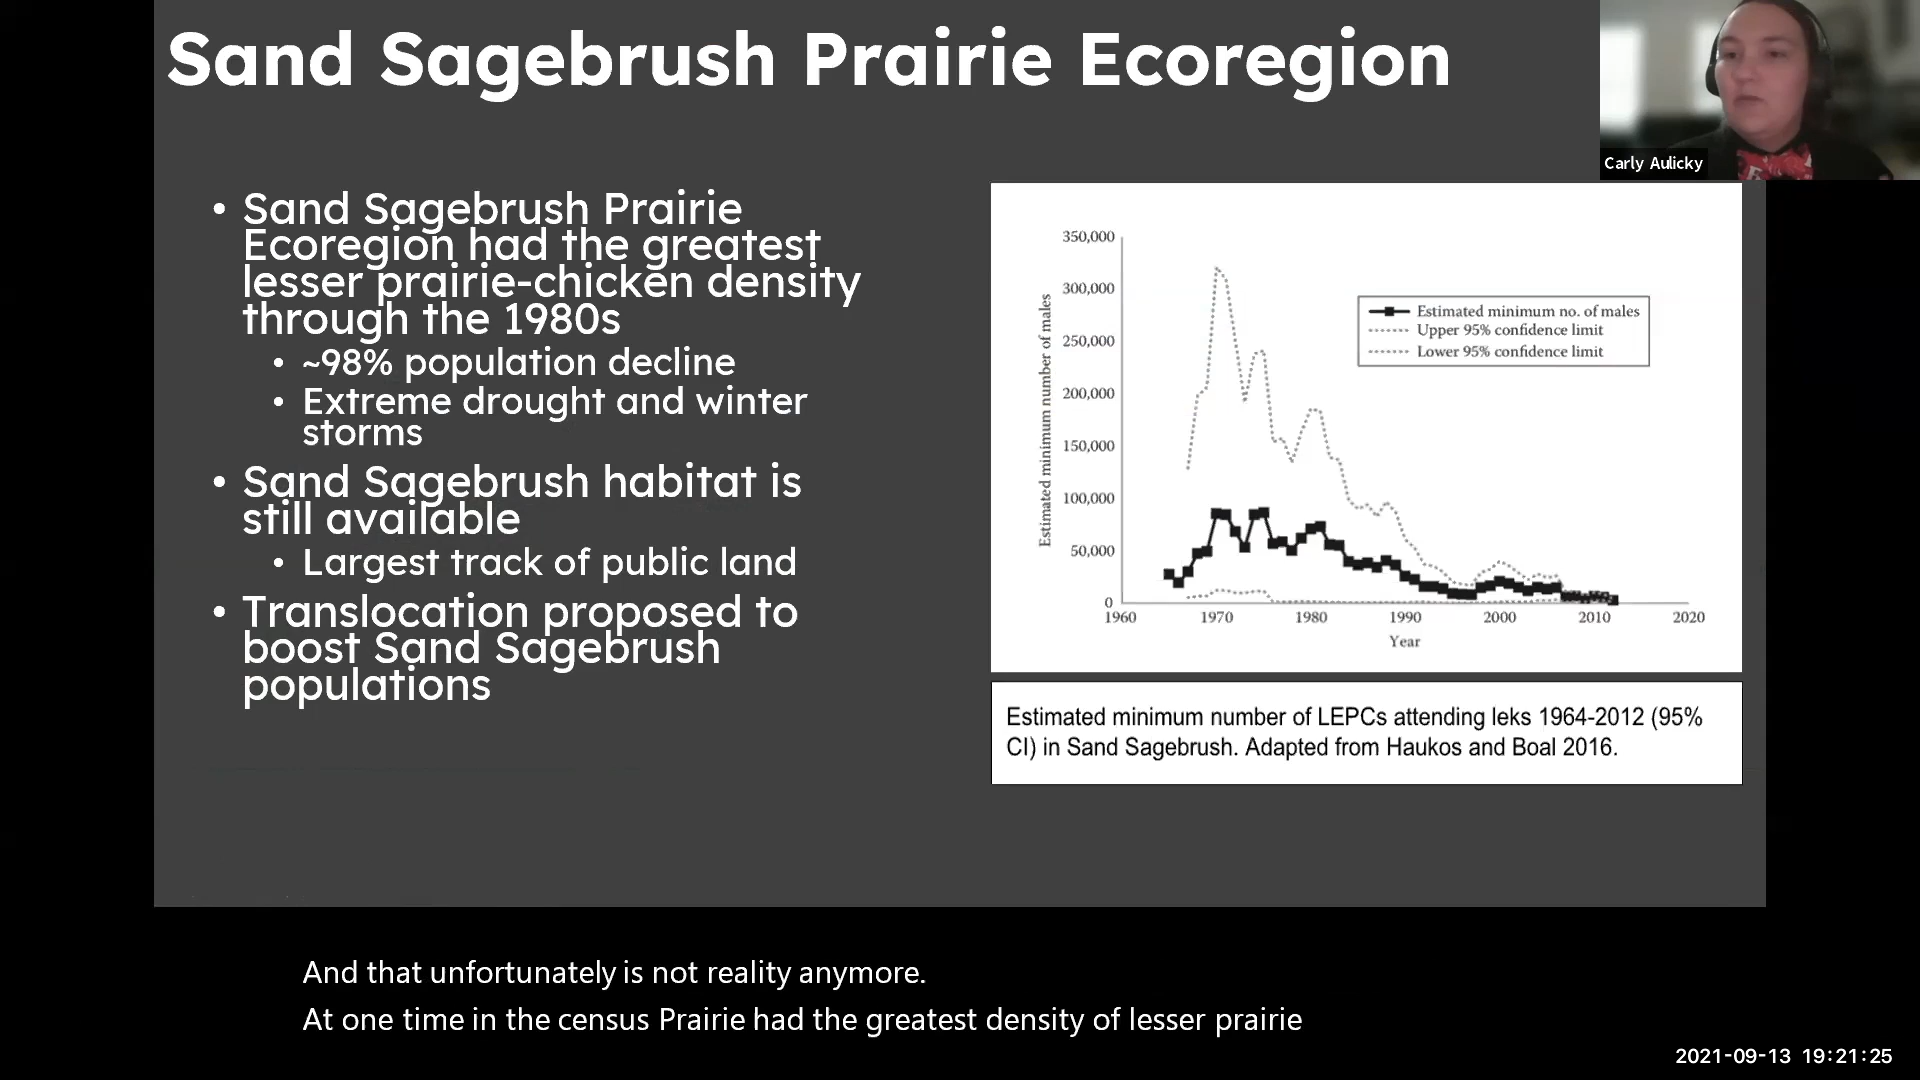 Sand Sagebrush Prairie Ecoregion
Carly Aulicky
• Sand Sagebrush Prairie
Ecoregion had the greatest
lesser prairie-chicken density
through the 1980s
• ~98% population decline
• Extreme drought and winter
storms
• Sand Sagebrush habitat is
still available
• Largest track of public land
• Translocation proposed to
boost Sand Sagebrush
populations
Estimated minimum number of males
350,000
300,000
250,000
200,000
150,000
100,000
50,000
0
1960 1970 1980 1990 2000 2010 2020
Year
Estimated minimum no. of males
Upper 95% confidence limit
Lower 95% confidence limit
Estimated minimum number of LEPCs attending leks 1964-2012 (95%
CI) in Sand Sagebrush. Adapted from Haukos and Boal 2016.
And that unfortunately is not reality anymore.
At one time in the census Prairie had the greatest density of lesser prairie
2021-09-13 19:21:25